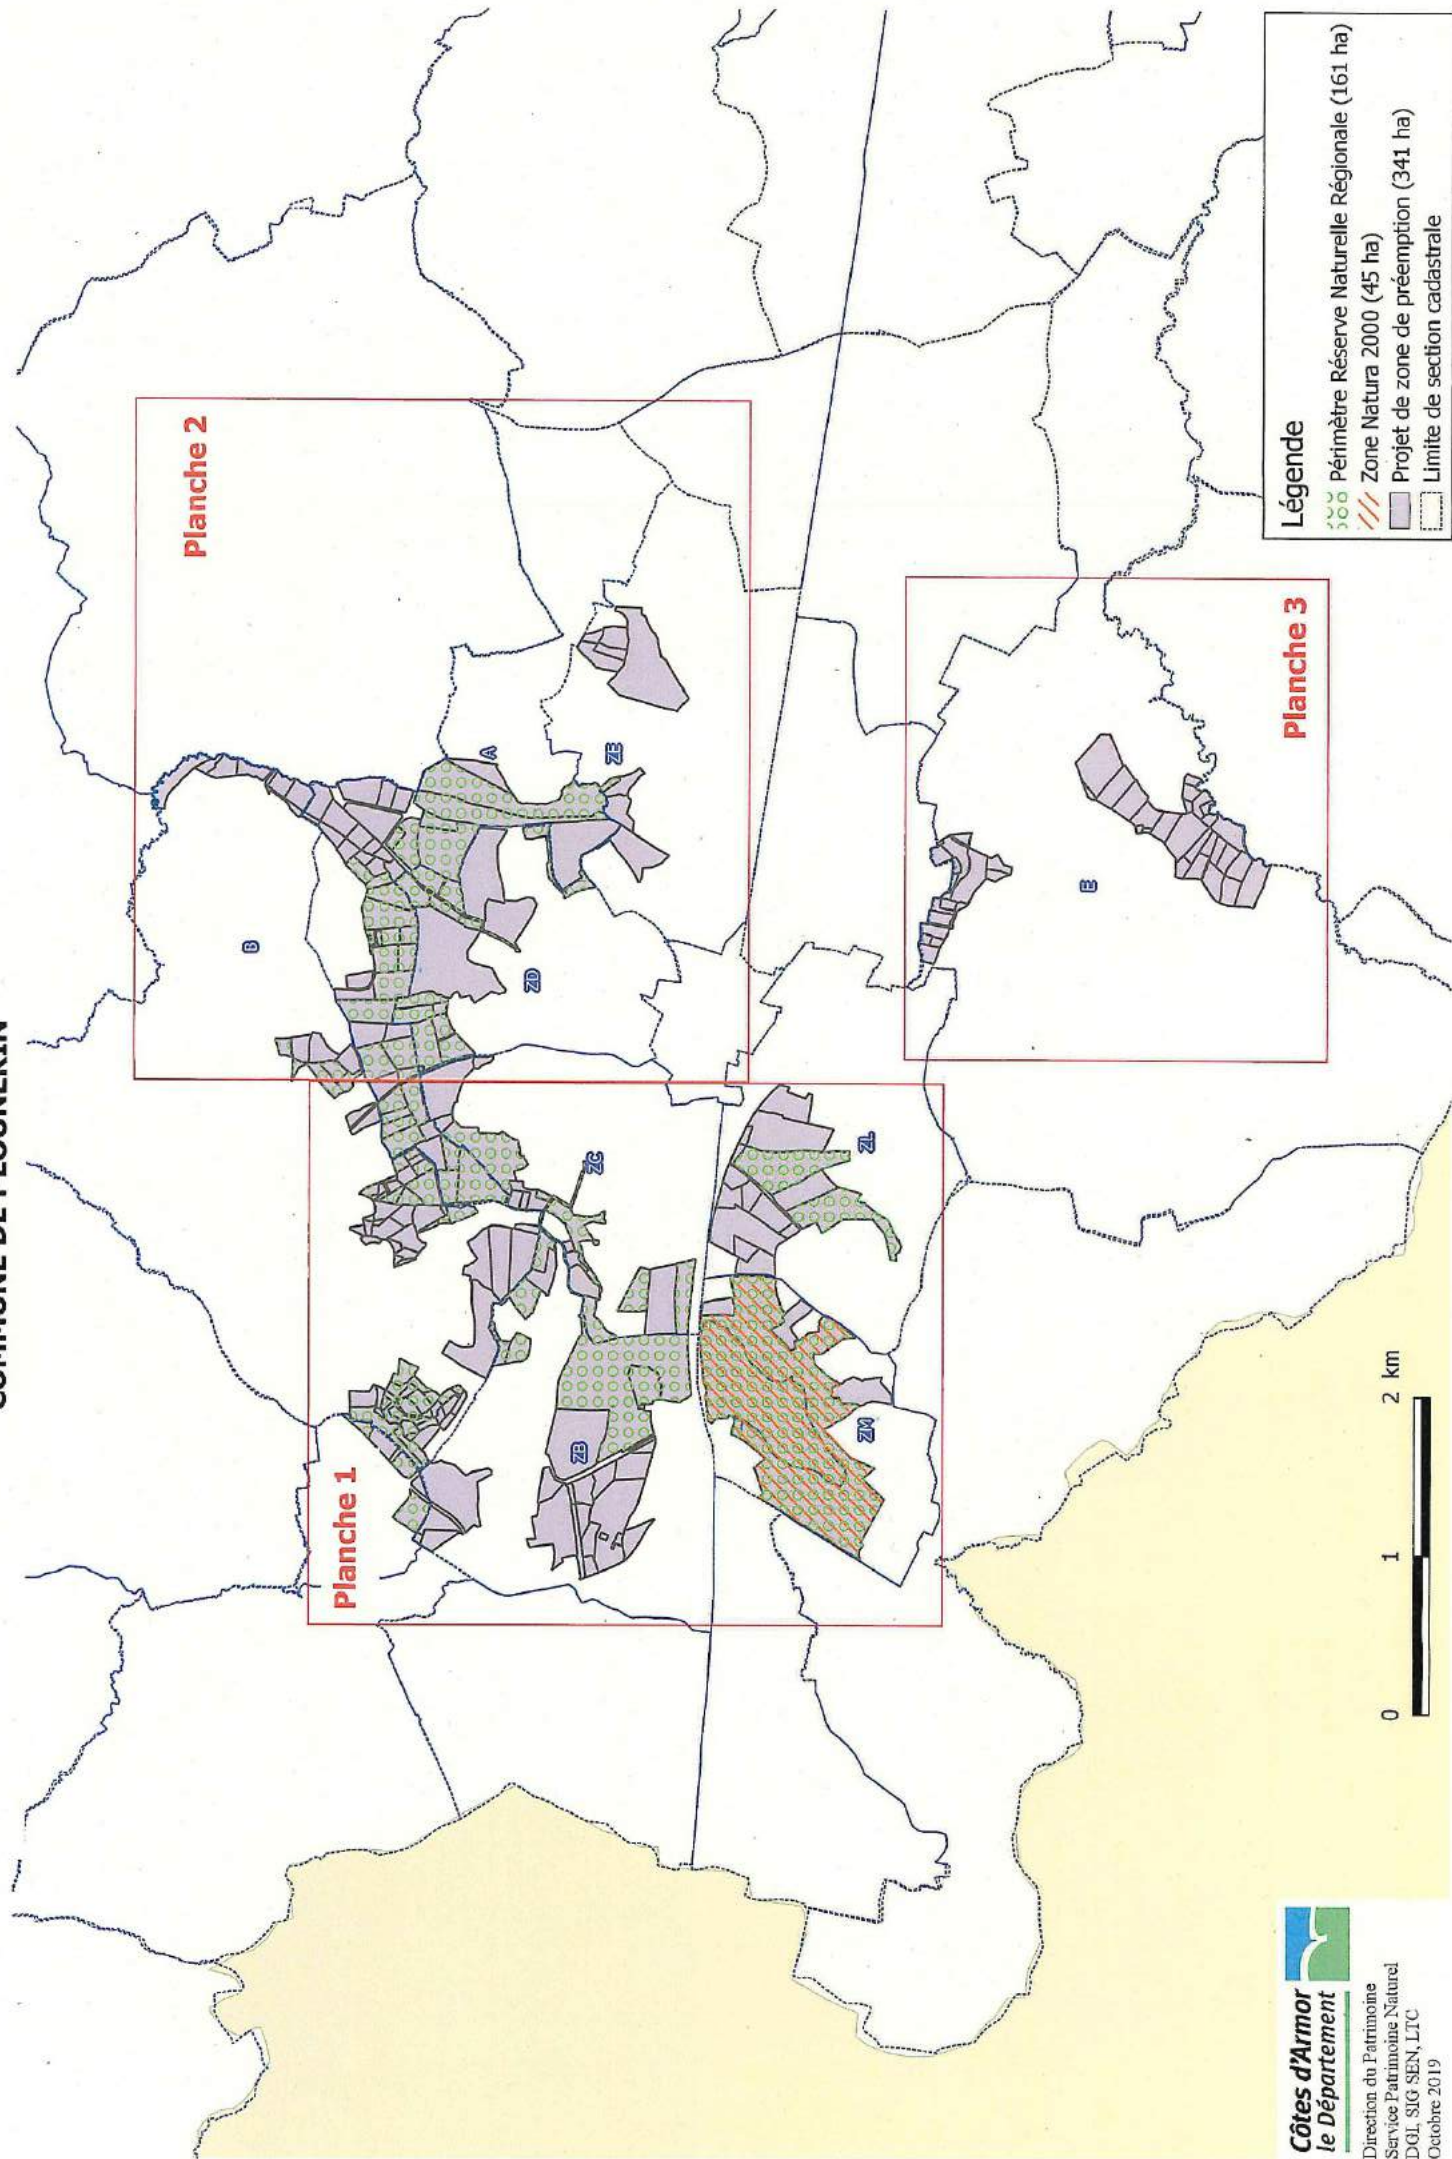 COMMUNE DE PLOUNERIN
Planche 2
Planche 1
Planche 3
B
A
ZE
ZD
ZC
ZB
ZL
ZM
E
Légende
Périmètre Réserve Naturelle Régionale (161 ha)
Zone Natura 2000 (45 ha)
Projet de zone de préemption (341 ha)
Limite de section cadastrale
0 1 2 km
Côtes d'Armor
le Département
Direction du Patrimoine
Service Patrimoine Naturel
DGI, SIG SEN, LTC
Octobre 2019